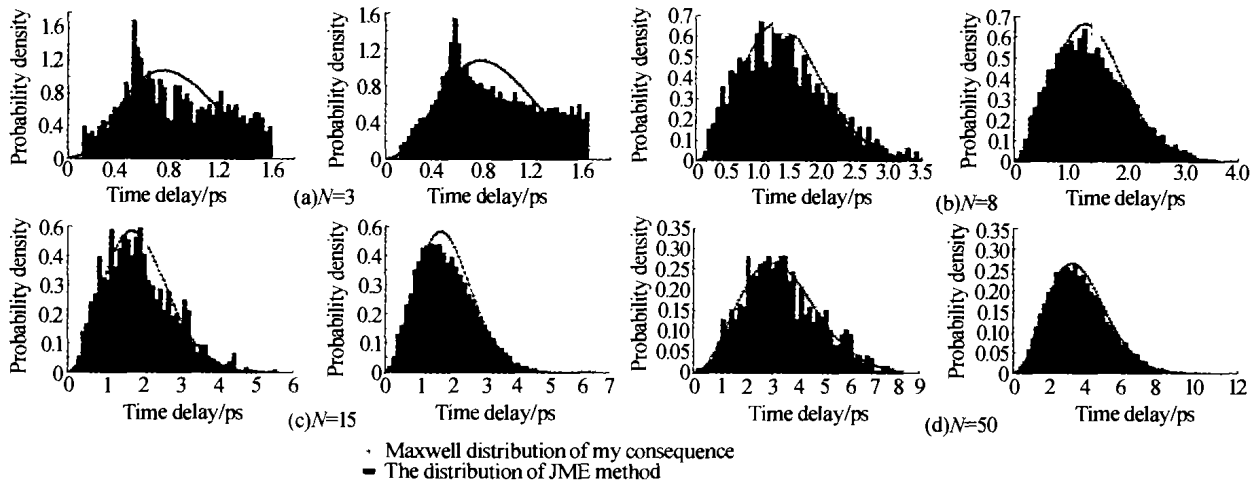 Probability density
1.6
1.2
0.8
0.4
0
0.4 0.8 1.2 1.6
Time delay/ps
Probability density
1.6
1.4
1.2
1.0
0.8
0.6
0.4
0.2
0
0.4 0.8 1.2 1.6
Time delay/ps
(a)N=3
Probability density
0.7
0.6
0.5
0.4
0.3
0.2
0.1
0
0.5 1.0 1.5 2.0 2.5 3.0 3.5
Time delay/ps
Probability density
0.7
0.6
0.5
0.4
0.3
0.2
0.1
0
1.0 2.0 3.0 4.0
Time delay/ps
(b)N=8
Probability density
0.6
0.5
0.4
0.3
0.2
0.1
0 1 2 3 4 5 6
Time delay/ps
Probability density
0.6
0.5
0.4
0.3
0.2
0.1
0 1 2 3 4 5 6 7
Time delay/ps
(c)N=15
Probability density
0.35
0.30
0.25
0.20
0.15
0.10
0.05
0 1 2 3 4 5 6 7 8 9
Time delay/ps
Probability density
0.35
0.30
0.25
0.20
0.15
0.10
0.05
0 2 4 6 8 10 12
Time delay/ps
(d)N=50
Maxwell distribution of my consequence
The distribution of JME method